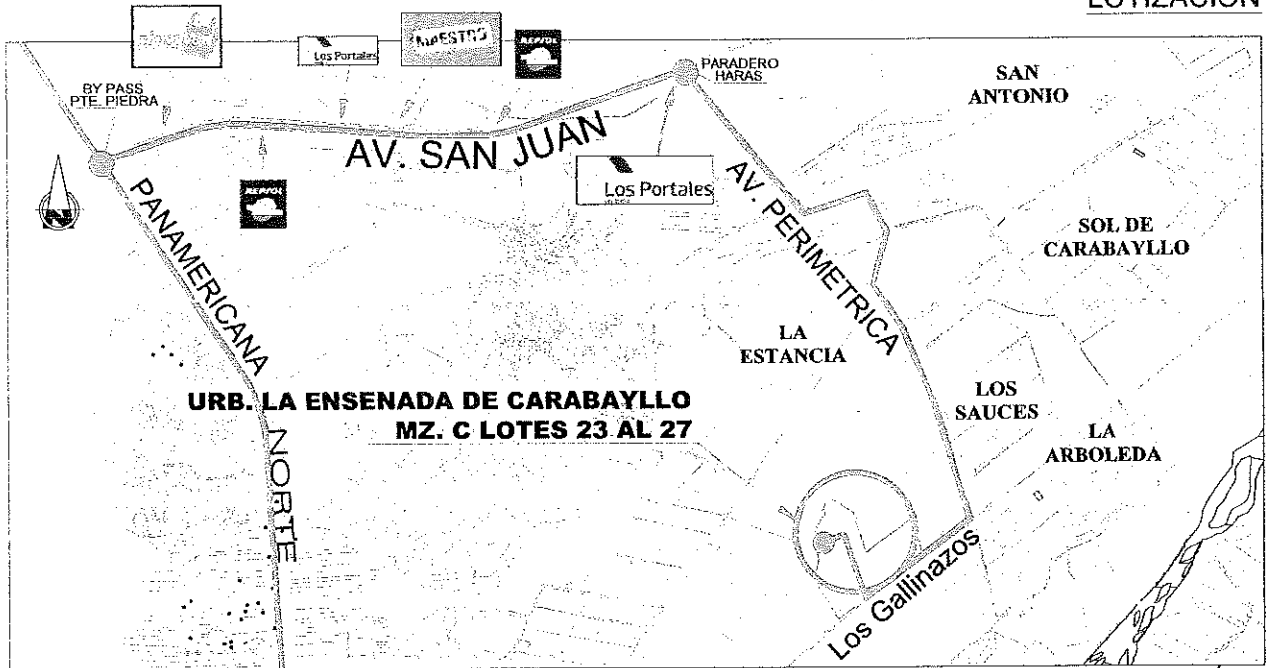 LOTIZACIÓN
Los Portales
MAESTRO
REPSOL
BY PASS
PTE. PIEDRA
PARADERO
HARAS
SAN
ANTONIO
AV. SAN JUAN
REPSOL
Los Portales
N
PANAMERICANA
NORTE
AV. PERIMETRICA
SOL DE
CARABAYLLO
LA
ESTANCIA
URB. LA ENSENADA DE CARABAYLLO
MZ. C LOTES 23 AL 27
LOS
SAUCES
LA
ARBOLEDA
Los Gallinazos